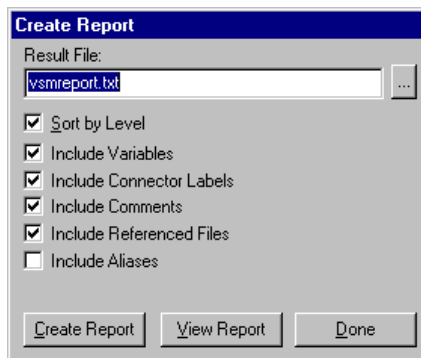 Create Report
Result File:
vsmreport.txt
...
Sort by Level
Include Variables
Include Connector Labels
Include Comments
Include Referenced Files
Include Aliases
Create Report View Report Done